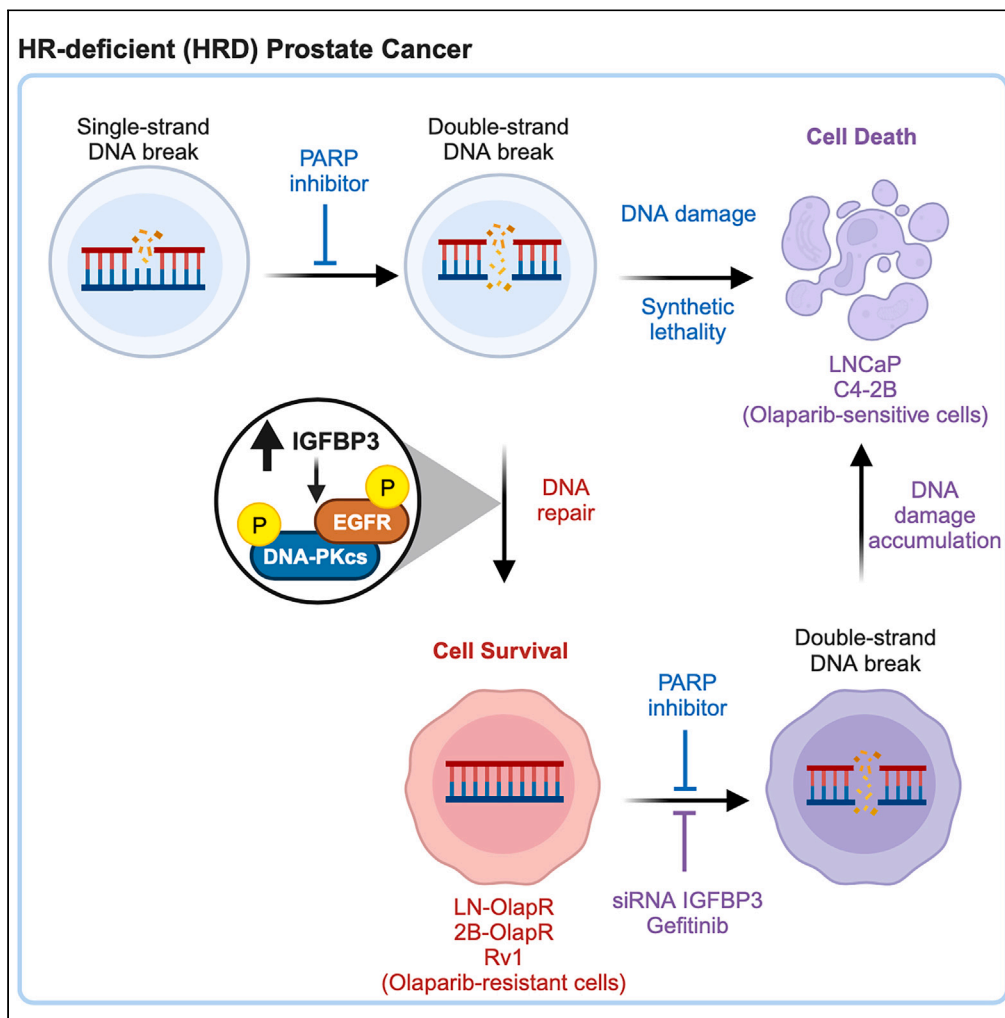 HR-deficient (HRD) Prostate Cancer
Single-strand
DNA break
PARP
inhibitor
Double-strand
DNA break
DNA damage
Synthetic
lethality
Cell Death
LNCaP
C4-2B
(Olaparib-sensitive cells)
IGFBP3
P
EGFR
P
DNA-PKcs
DNA
repair
DNA
damage
accumulation
Cell Survival
LN-OlapR
2B-OlapR
Rv1
(Olaparib-resistant cells)
PARP
inhibitor
siRNA IGFBP3
Gefitinib
Double-strand
DNA break